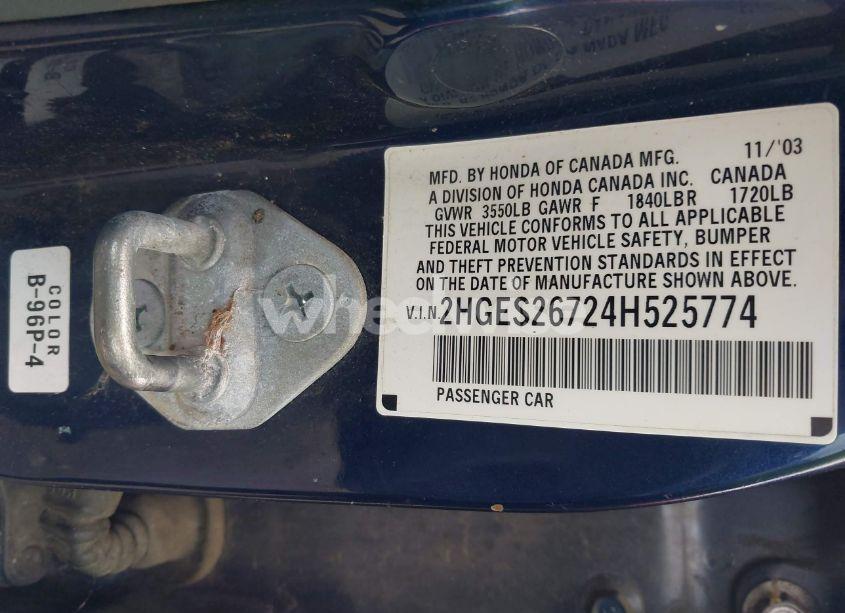 MFD. BY HONDA OF CANADA MFG. 11/'03
A DIVISION OF HONDA CANADA INC. CANADA
GVWR 3550LB GAWR F 1840LBR 1720LB
THIS VEHICLE CONFORMS TO ALL APPLICABLE
FEDERAL MOTOR VEHICLE SAFETY, BUMPER
AND THEFT PREVENTION STANDARDS IN EFFECT
ON THE DATE OF MANUFACTURE SHOWN ABOVE.
V.I.N. 2HGES26724H525774
PASSENGER CAR
COLOR
B-96P-4